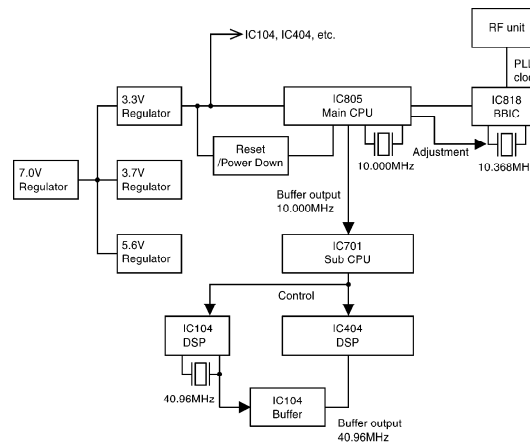 RF unit
IC104, IC404, etc.
PLL
3.3V
Regulator
IC805
Main CPU
IC818
BBIC
Reset
/Power Down
10.000MHz
Adjustment
10.368MHz
7.0V
Regulator
3.7V
Regulator
Buffer output
10.000MHz
5.6V
Regulator
IC701
Sub CPU
Control
IC104
DSP
IC404
DSP
40.96MHz
IC104
Buffer
Buffer output
40.96MHz